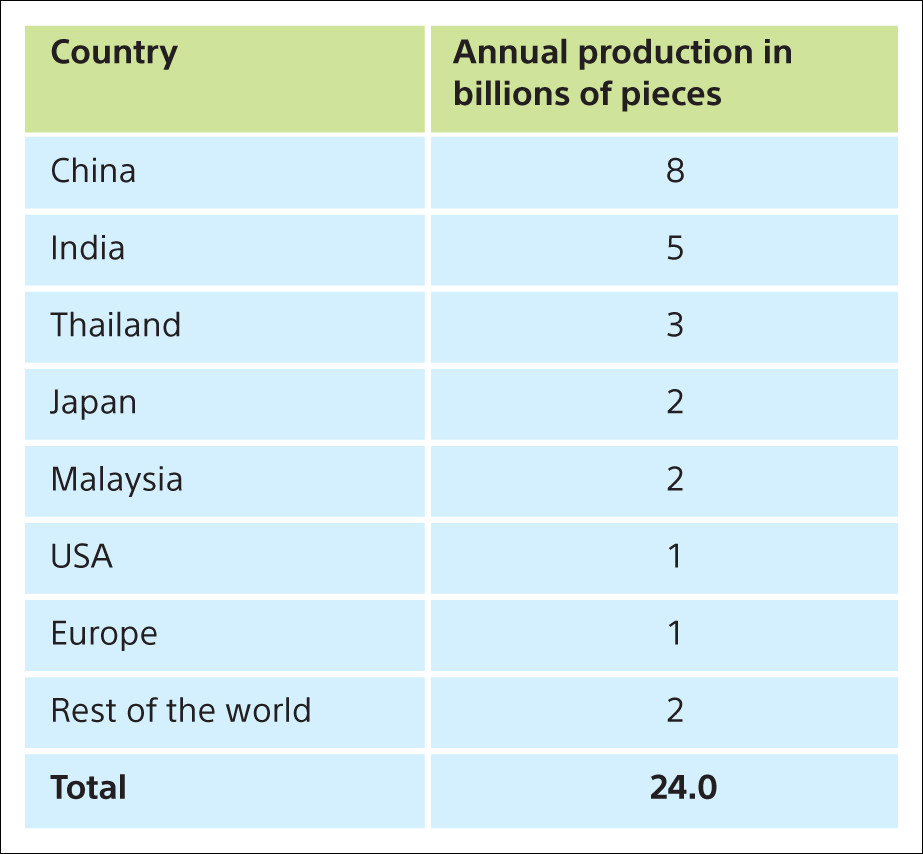 Country Annual production in
billions of pieces
China 8
India 5
Thailand 3
Japan 2
Malaysia 2
USA 1
Europe 1
Rest of the world 2
Total 24.0